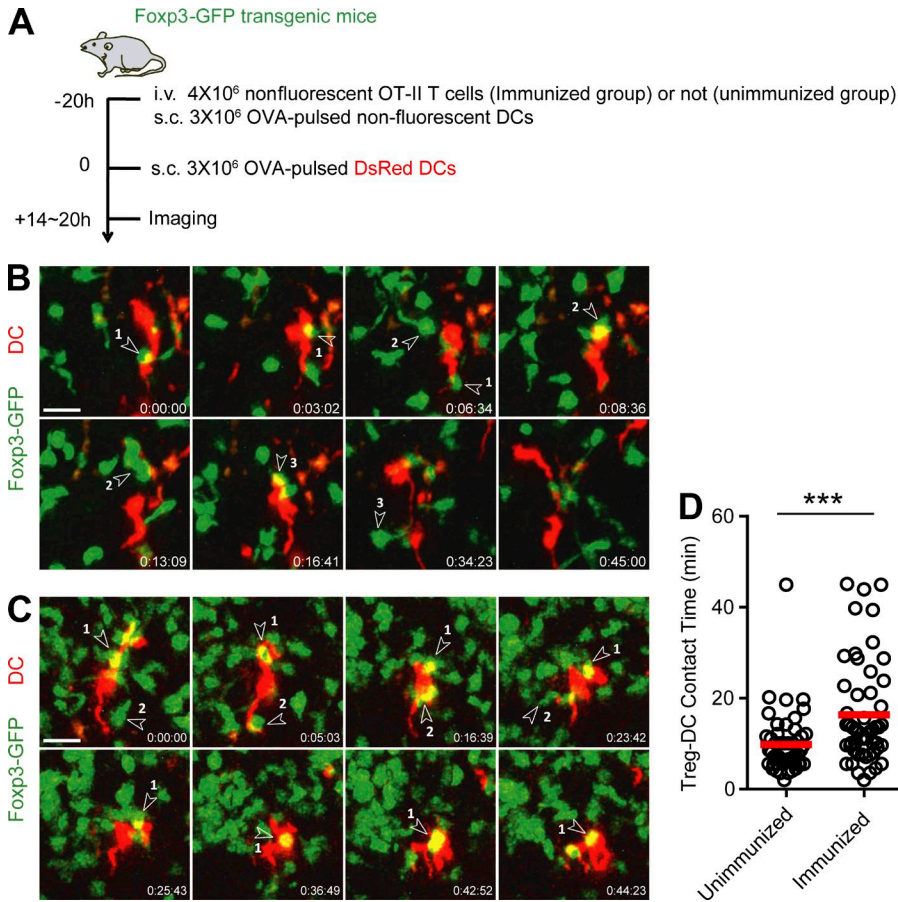 A
Foxp3-GFP transgenic mice
-20h
i.v. 4X10⁶ nonfluorescent OT-II T cells (Immunized group) or not (unimmunized group)
s.c. 3X10⁶ OVA-pulsed non-fluorescent DCs
0
s.c. 3X10⁶ OVA-pulsed DsRed DCs
+14~20h
Imaging
B
Foxp3-GFP DC
1
0:00:00
1
0:03:02
2
1
0:06:34
2
0:08:36
2
0:13:09
3
0:16:41
3
0:34:23
0:45:00
C
Foxp3-GFP DC
1
2
0:00:00
1
2
0:05:03
1
2
0:16:39
1
2
0:23:42
1
0:25:43
1
0:36:49
1
0:42:52
1
0:44:23
D
Treg-DC Contact Time (min)
***
60
40
20
0
Unimmunized
Immunized